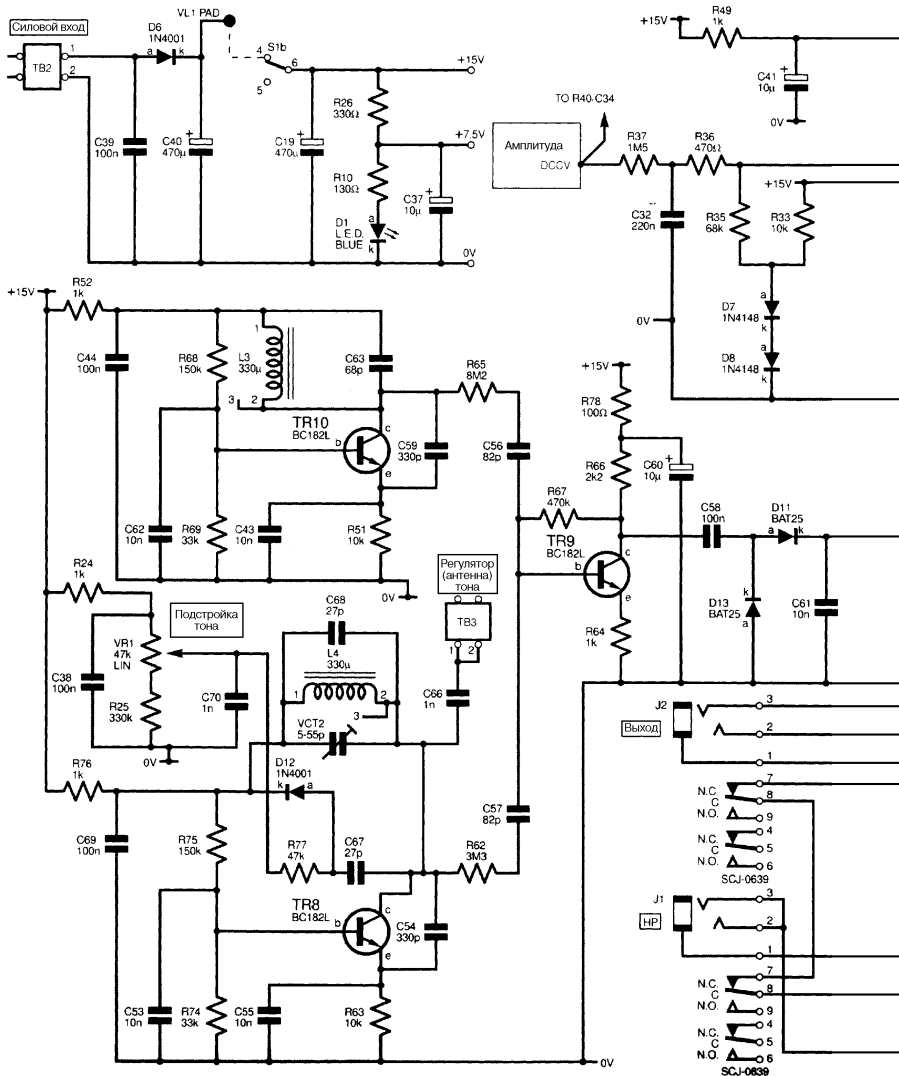 Силовой вход
TB2
1
2
D6
1N4001
a
k
VL1 PAD
S1b
4
5
6
C39
100n
C40
470µ
+
C19
470µ
+
R26
330Ω
R10
130Ω
D1
L.E.D.
BLUE
a
k
C37
10µ
+
+15V
+7.5V
0V
Амплитуда
DCCV
TO R40·C34
R37
1M5
R36
470Ω
C32
220n
R35
68k
R33
10k
+15V
D7
1N4148
a
k
D8
1N4148
a
k
0V
+15V
R49
1k
C41
10µ
+
0V
+15V
R52
1k
C44
100n
R68
150k
L3
330µ
1
2
3
C63
68p
TR10
BC182L
b
c
e
C59
330p
R65
8M2
C62
10n
R69
33k
C43
10n
R51
10k
0V
C56
82p
R67
470k
TR9
BC182L
b
c
e
+15V
R78
100Ω
R66
2k2
C60
10µ
+
R64
1k
C58
100n
D11
BAT25
a
k
D13
BAT25
k
a
C61
10n
R24
1k
Подстройка
тона
VR1
47k
LIN
C38
100n
R25
330k
0V
C70
1n
C68
27p
L4
330µ
1
2
3
VCT2
5-55p
Регулятор
(антенна)
тона
TB3
1
2
C66
1n
R76
1k
D12
1N4001
k
a
C69
100n
R75
150k
R77
47k
C67
27p
R62
3M3
C57
82p
TR8
BC182L
b
c
e
C54
330p
C53
10n
R74
33k
C55
10n
R63
10k
0V
J2
Выход
3
2
1
N.C.
C
N.O.
7
8
9
N.C.
C
N.O.
4
5
6
SCJ-0639
J1
HP
3
2
1
N.C.
C
N.O.
7
8
9
N.C.
C
N.O.
4
5
6
SCJ-0639